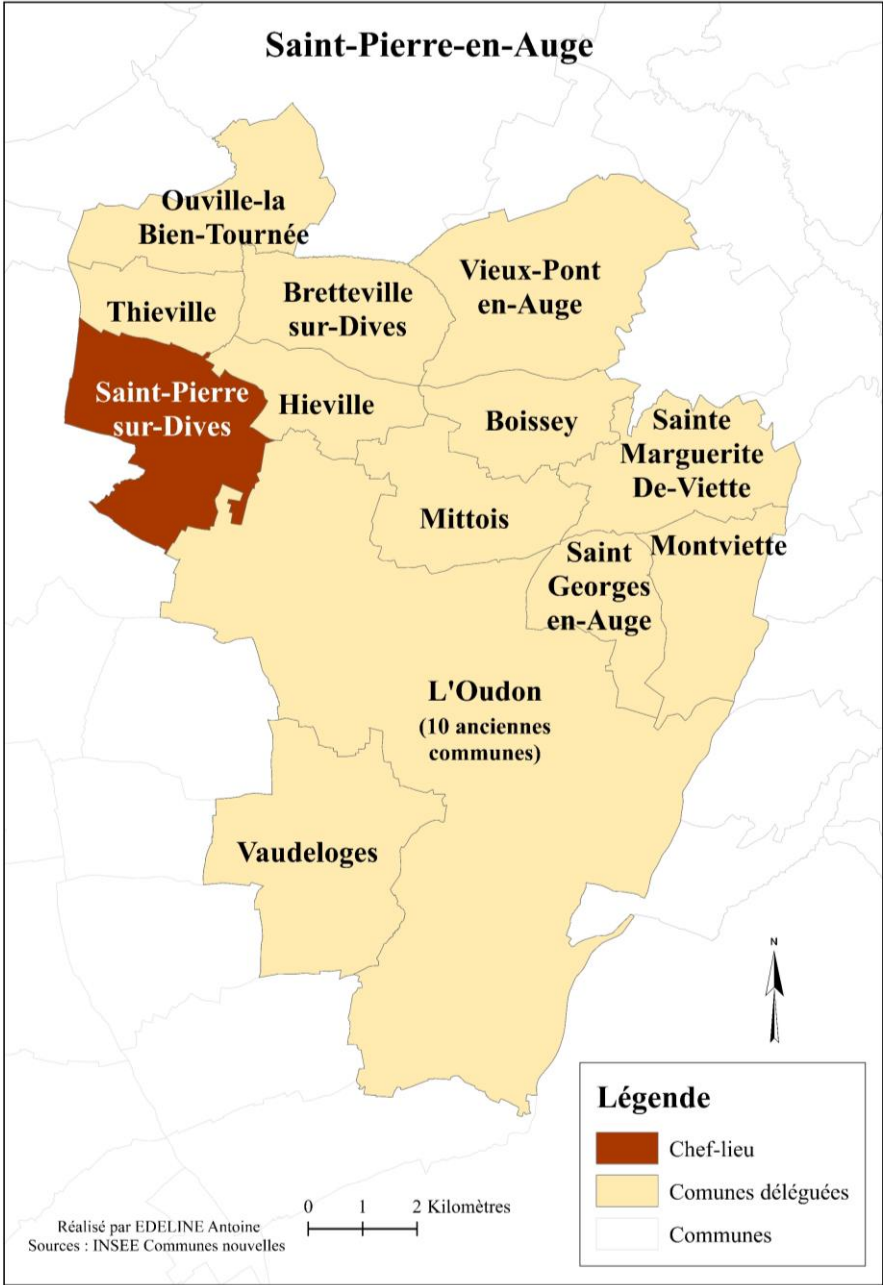 Saint-Pierre-en-Auge
Ouville-la
Bien-Tournée
Vieux-Pont
en-Auge
Bretteville
sur-Dives
Thieville
Saint-Pierre
sur-Dives
Hieville
Boissey
Sainte
Marguerite
De-Viette
Mittois
Saint
Georges
en-Auge
Montviette
L'Oudon
(10 anciennes
communes)
Vaudeloges
N
Légende
Chef-lieu
Comunes déléguées
Communes
0 1 2 Kilomètres
Réalisé par EDELINE Antoine
Sources : INSEE Communes nouvelles